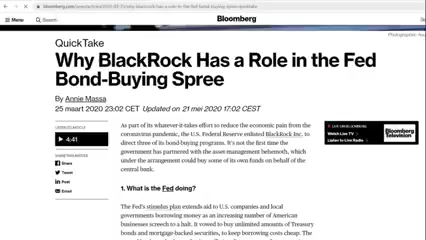 bloomberg.com
Menu
Search
Bloomberg
Photographer:
QuickTake
Why BlackRock Has a Role in the Fed
Bond-Buying Spree
By Annie Massa
25 maart 2020 23:02 CET Updated on 21 mei 2020 17:02 CEST
4:41
Share
Tweet
Post
Email
As part of its whatever-it-takes effort to reduce the economic pain from the
coronavirus pandemic, the U.S. Federal Reserve enlisted BlackRock Inc. to
direct three of its bond-buying programs. It's not the first time the
government has partnered with the asset management behemoth, which
under the arrangement could buy some of its own funds on behalf of the
central bank.
LIVE ON BLOOMBERG
Watch Live TV >
Listen to Live Radio >
Bloomberg
Television
1. What is the Fed doing?
The Fed's stimulus plan extends aid to U.S. companies and local
governments borrowing money as an increasing number of American
businesses screech to a halt. It vowed to buy unlimited amounts of Treasury
bonds and mortgage-backed securities, to keep borrowing costs cheap. The